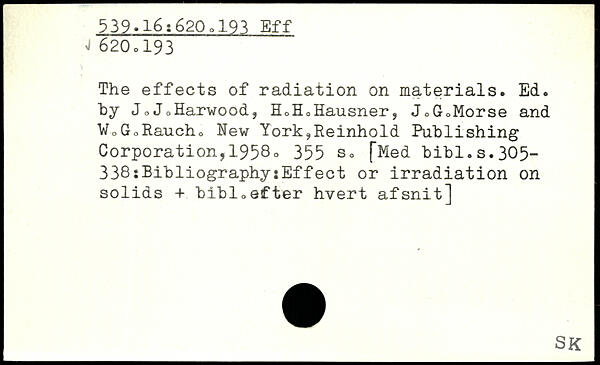 539.16:620.193 Eff
√ 620.193
The effects of radiation on materials. Ed.
by J.J.Harwood, H.H.Hausner, J.G.Morse and
W.G.Rauch. New York,Reinhold Publishing
Corporation,1958. 355 s. [Med bibl.s.305-
338:Bibliography:Effect or irradiation on
solids + bibl.efter hvert afsnit]
SK